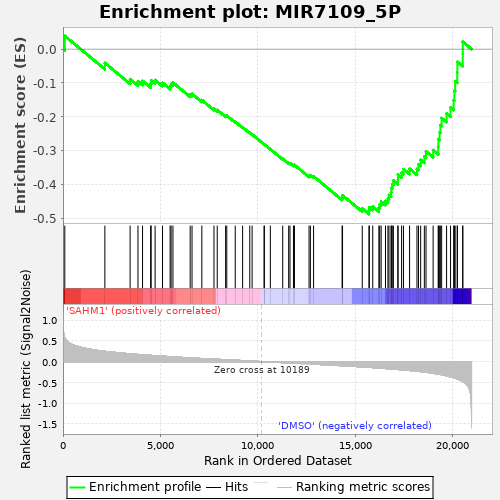 Enrichment plot: MIR7109_5P
Enrichment score (ES)
0.0
-0.1
-0.2
-0.3
-0.4
-0.5
'SAHM1' (positively correlated)
Ranked list metric (Signal2Noise)
1.0
0.5
0.0
-0.5
-1.0
-1.5
Zero cross at 10189
'DMSO' (negatively correlated)
0
5,000
10,000
15,000
20,000
Rank in Ordered Dataset
Enrichment profile
Hits
Ranking metric scores